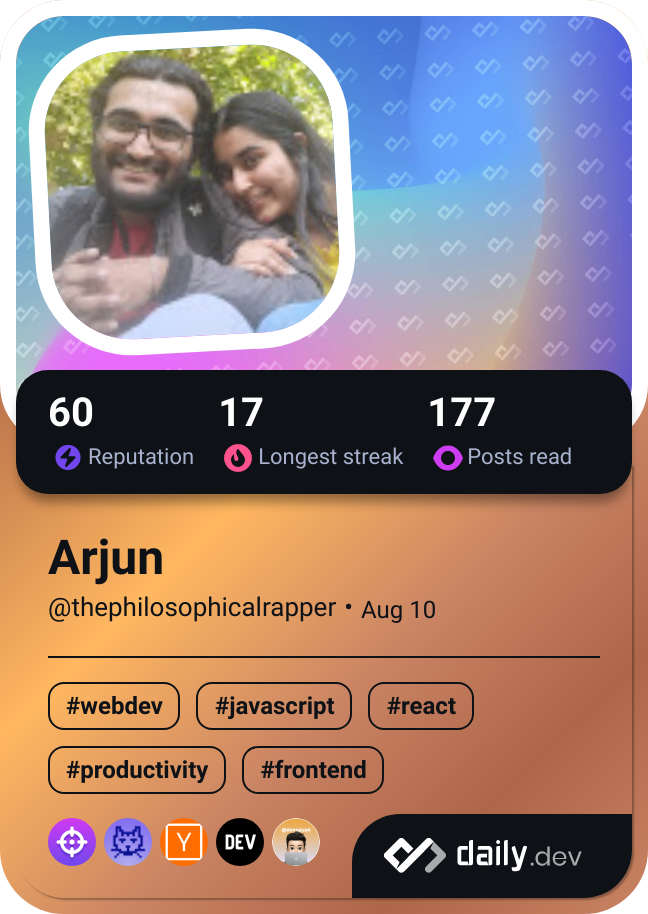 60 17 177
Reputation Longest streak Posts read
Arjun
@thephilosophicalrapper • Aug 10
#webdev #javascript #react
#productivity #frontend
Y DEV
daily.dev